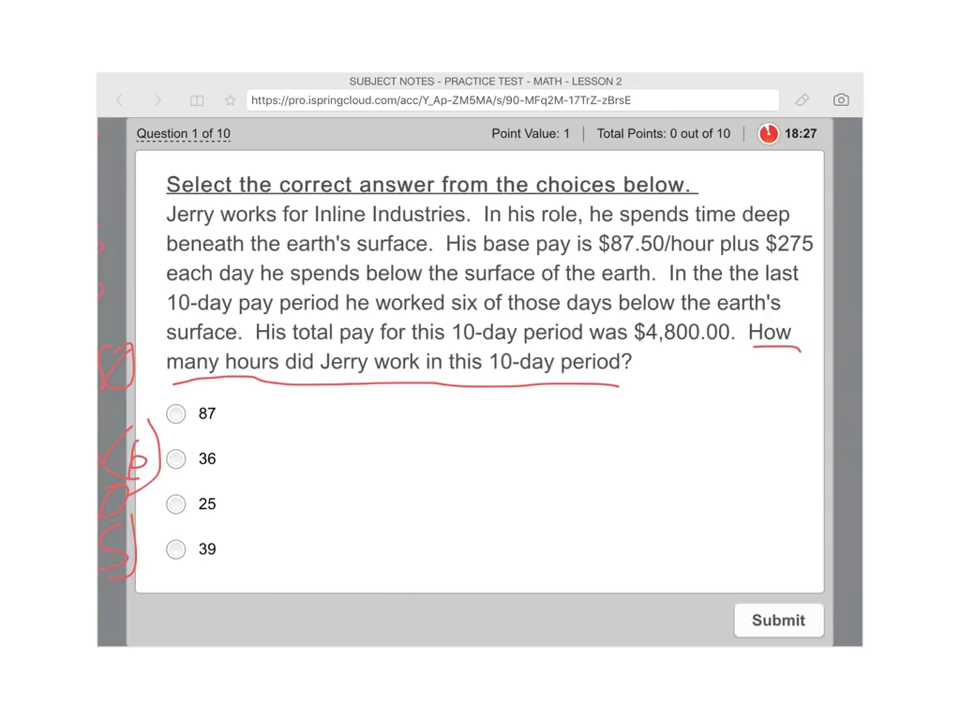 SUBJECT NOTES - PRACTICE TEST - MATH - LESSON 2
https://pro.ispringcloud.com/acc/Y_Ap-ZM5MA/s/90-MFq2M-17TrZ-zBrsE
Question 1 of 10 Point Value: 1 Total Points: 0 out of 10 18:27
Select the correct answer from the choices below.
Jerry works for Inline Industries. In his role, he spends time deep
beneath the earth's surface. His base pay is $87.50/hour plus $275
each day he spends below the surface of the earth. In the the last
10-day pay period he worked six of those days below the earth's
surface. His total pay for this 10-day period was $4,800.00. How
many hours did Jerry work in this 10-day period?
87
36
25
39
Submit